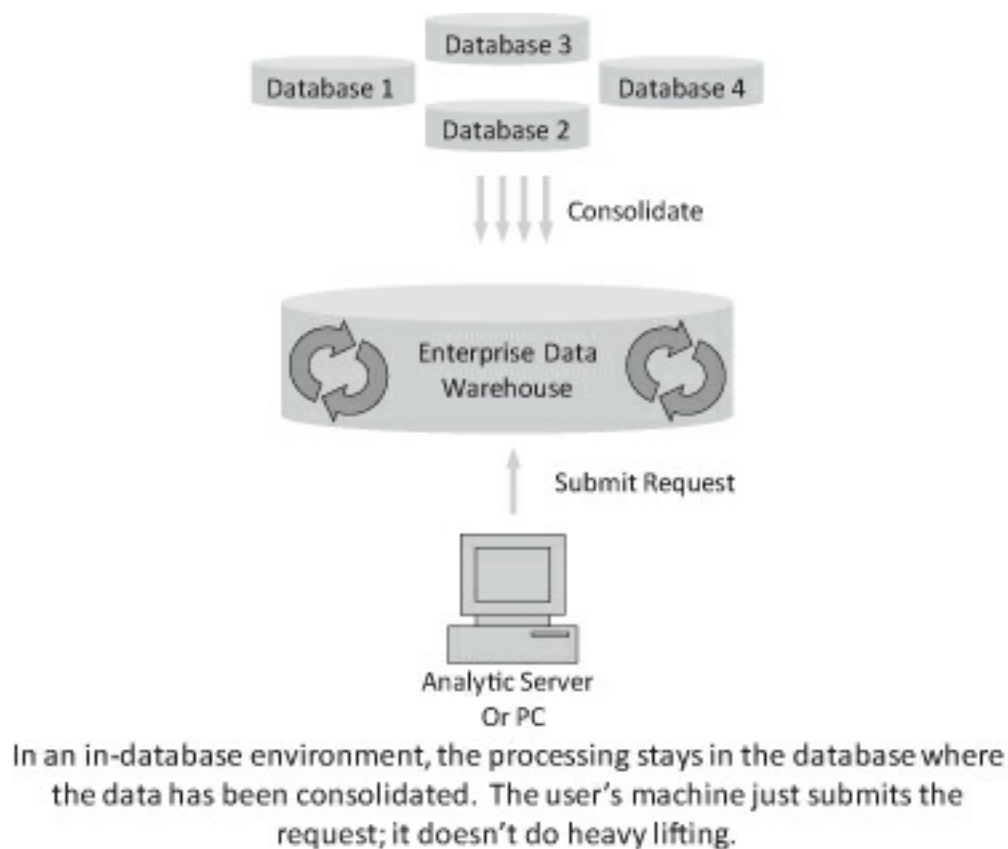 Database 3
Database 1
Database 4
Database 2
Consolidate
Enterprise Data
Warehouse
Submit Request
Analytic Server
Or PC
In an in-database environment, the processing stays in the database where
the data has been consolidated.  The user's machine just submits the
request; it doesn't do heavy lifting.